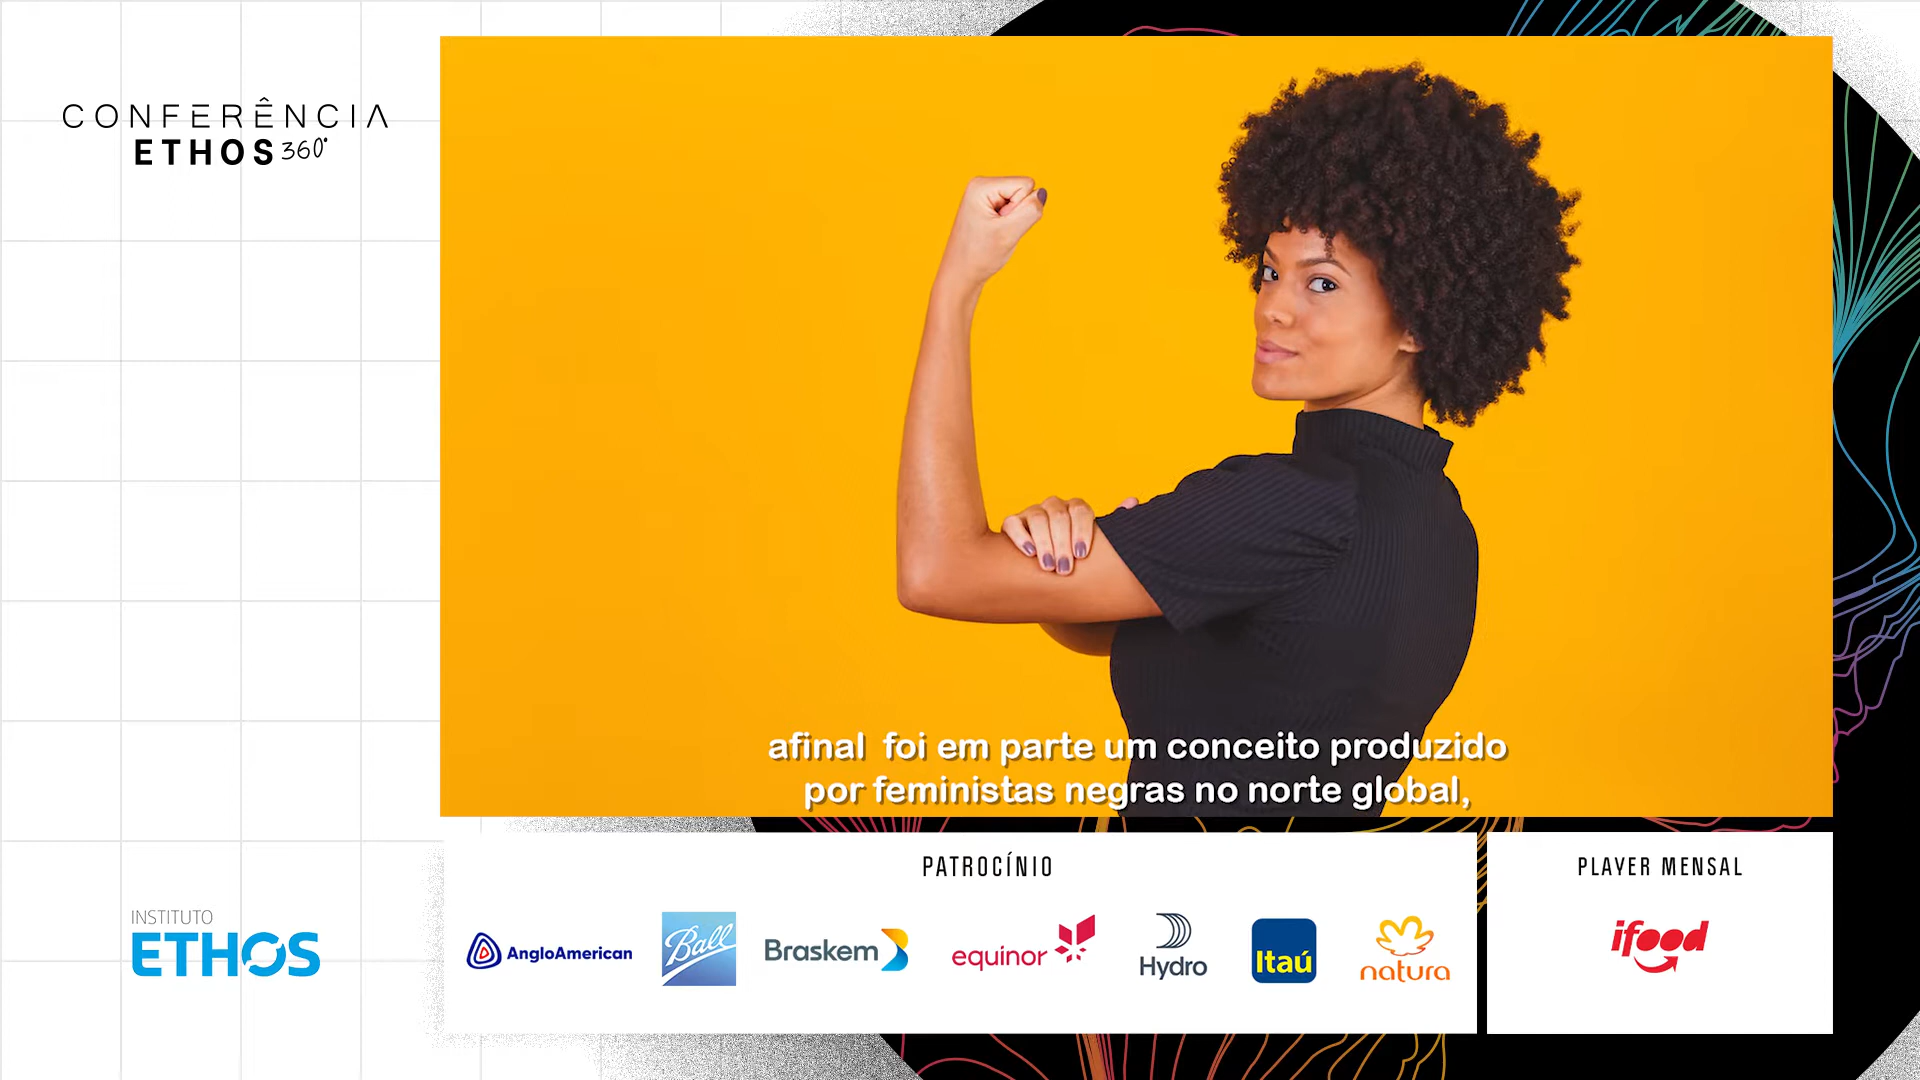 CONFERÊNCIA
ETHOS 360°
afinal  foi em parte um conceito produzido
por feministas negras no norte global,
PATROCÍNIO
PLAYER MENSAL
INSTITUTO
ETHOS
AngloAmerican
Ball
Braskem
equinor
Hydro
Itaú
natura
ifood